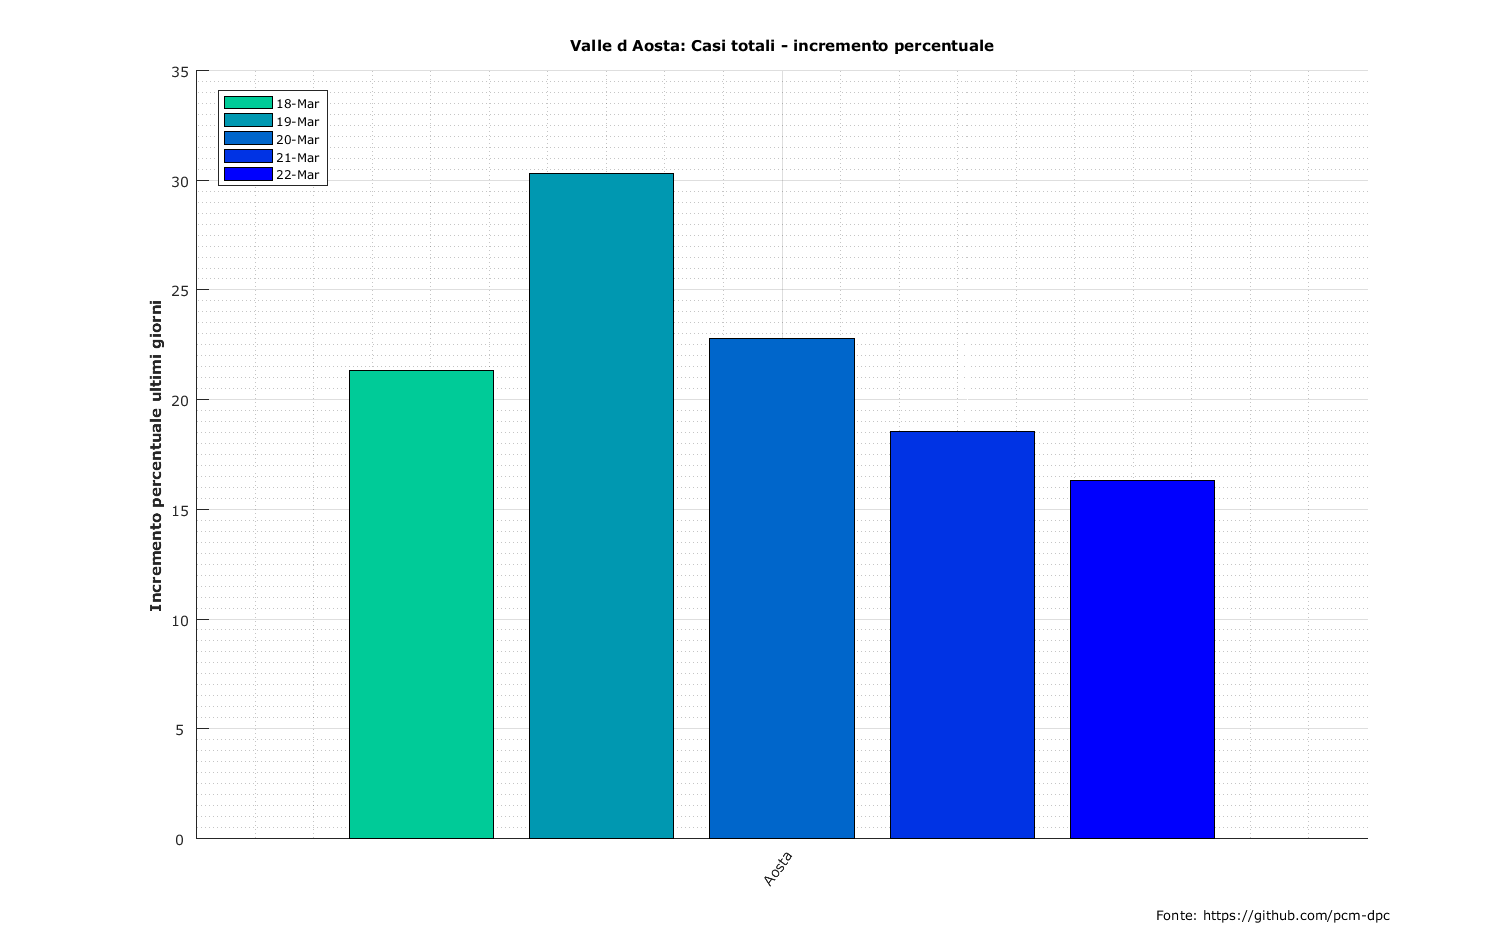 Valle d Aosta: Casi totali - incremento percentuale
35
30
25
20
15
10
5
0
Incremento percentuale ultimi giorni
18-Mar
19-Mar
20-Mar
21-Mar
22-Mar
Aosta
Fonte: https://github.com/pcm-dpc